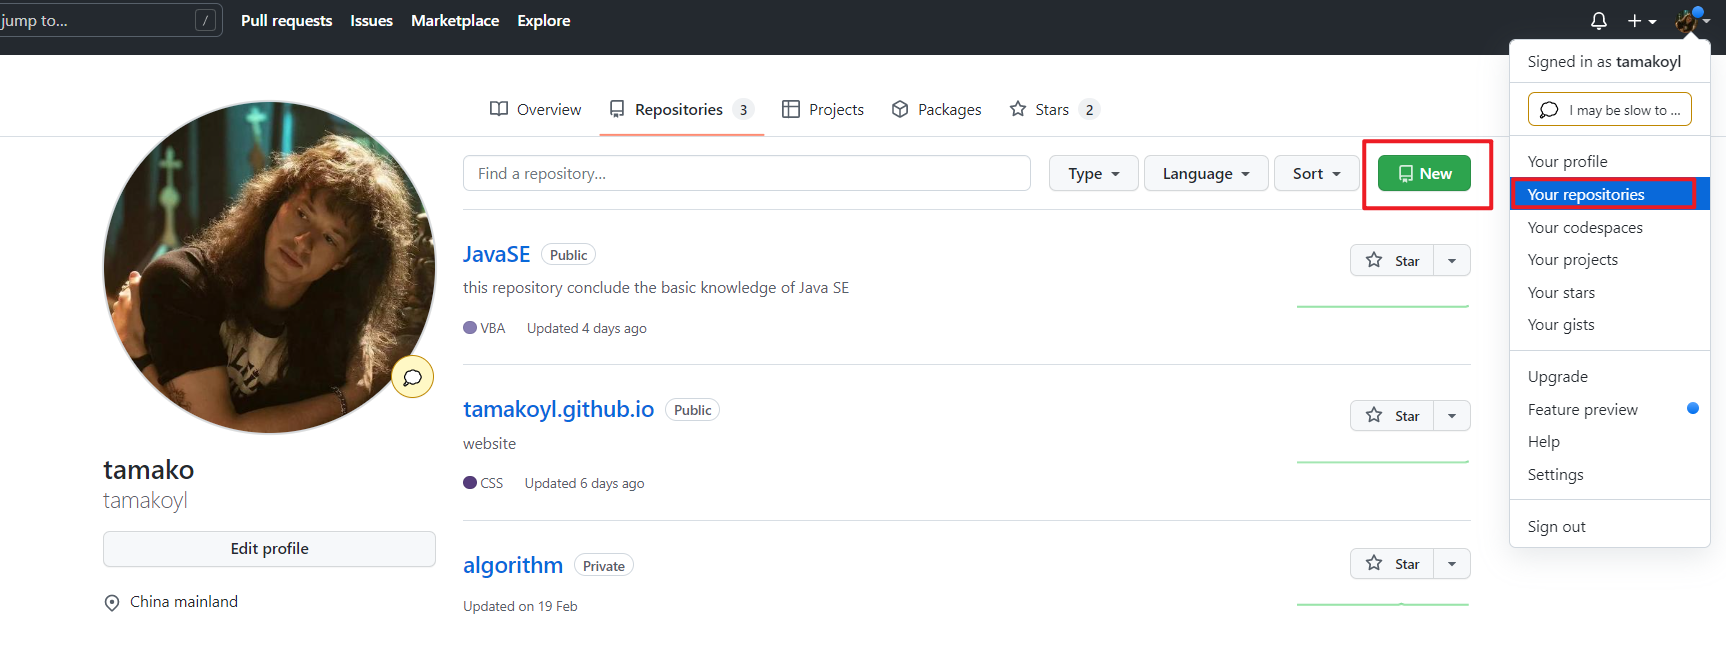 jump to... /
Pull requests Issues Marketplace Explore
Signed in as tamakoyl
I may be slow to ...
Your profile
Your repositories
Your codespaces
Your projects
Your stars
Your gists
Upgrade
Feature preview
Help
Settings
Sign out
Overview Repositories 3 Projects Packages Stars 2
Find a repository... Type Language Sort New
JavaSE Public Star
this repository conclude the basic knowledge of Java SE
VBA Updated 4 days ago
tamakoyl.github.io Public Star
website
CSS Updated 6 days ago
algorithm Private Star
Updated on 19 Feb
tamako
tamakoyl
Edit profile
China mainland